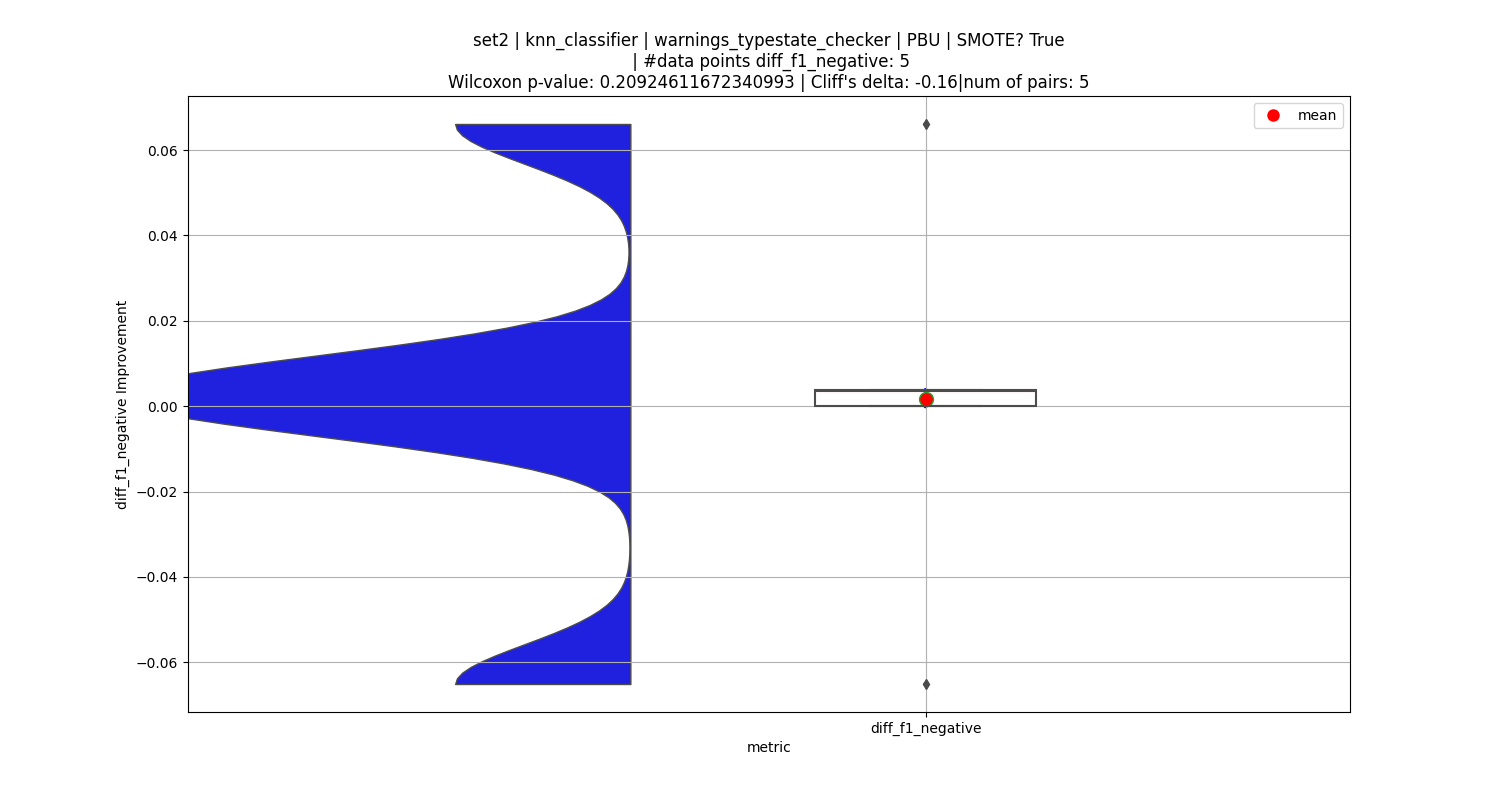 set2 | knn_classifier | warnings_typestate_checker | PBU | SMOTE? True
| #data points diff_f1_negative: 5
Wilcoxon p-value: 0.20924611672340993 | Cliff's delta: -0.16|num of pairs: 5
mean
0.06
0.04
0.02
0.00
−0.02
−0.04
−0.06
diff_f1_negative Improvement
diff_f1_negative
metric